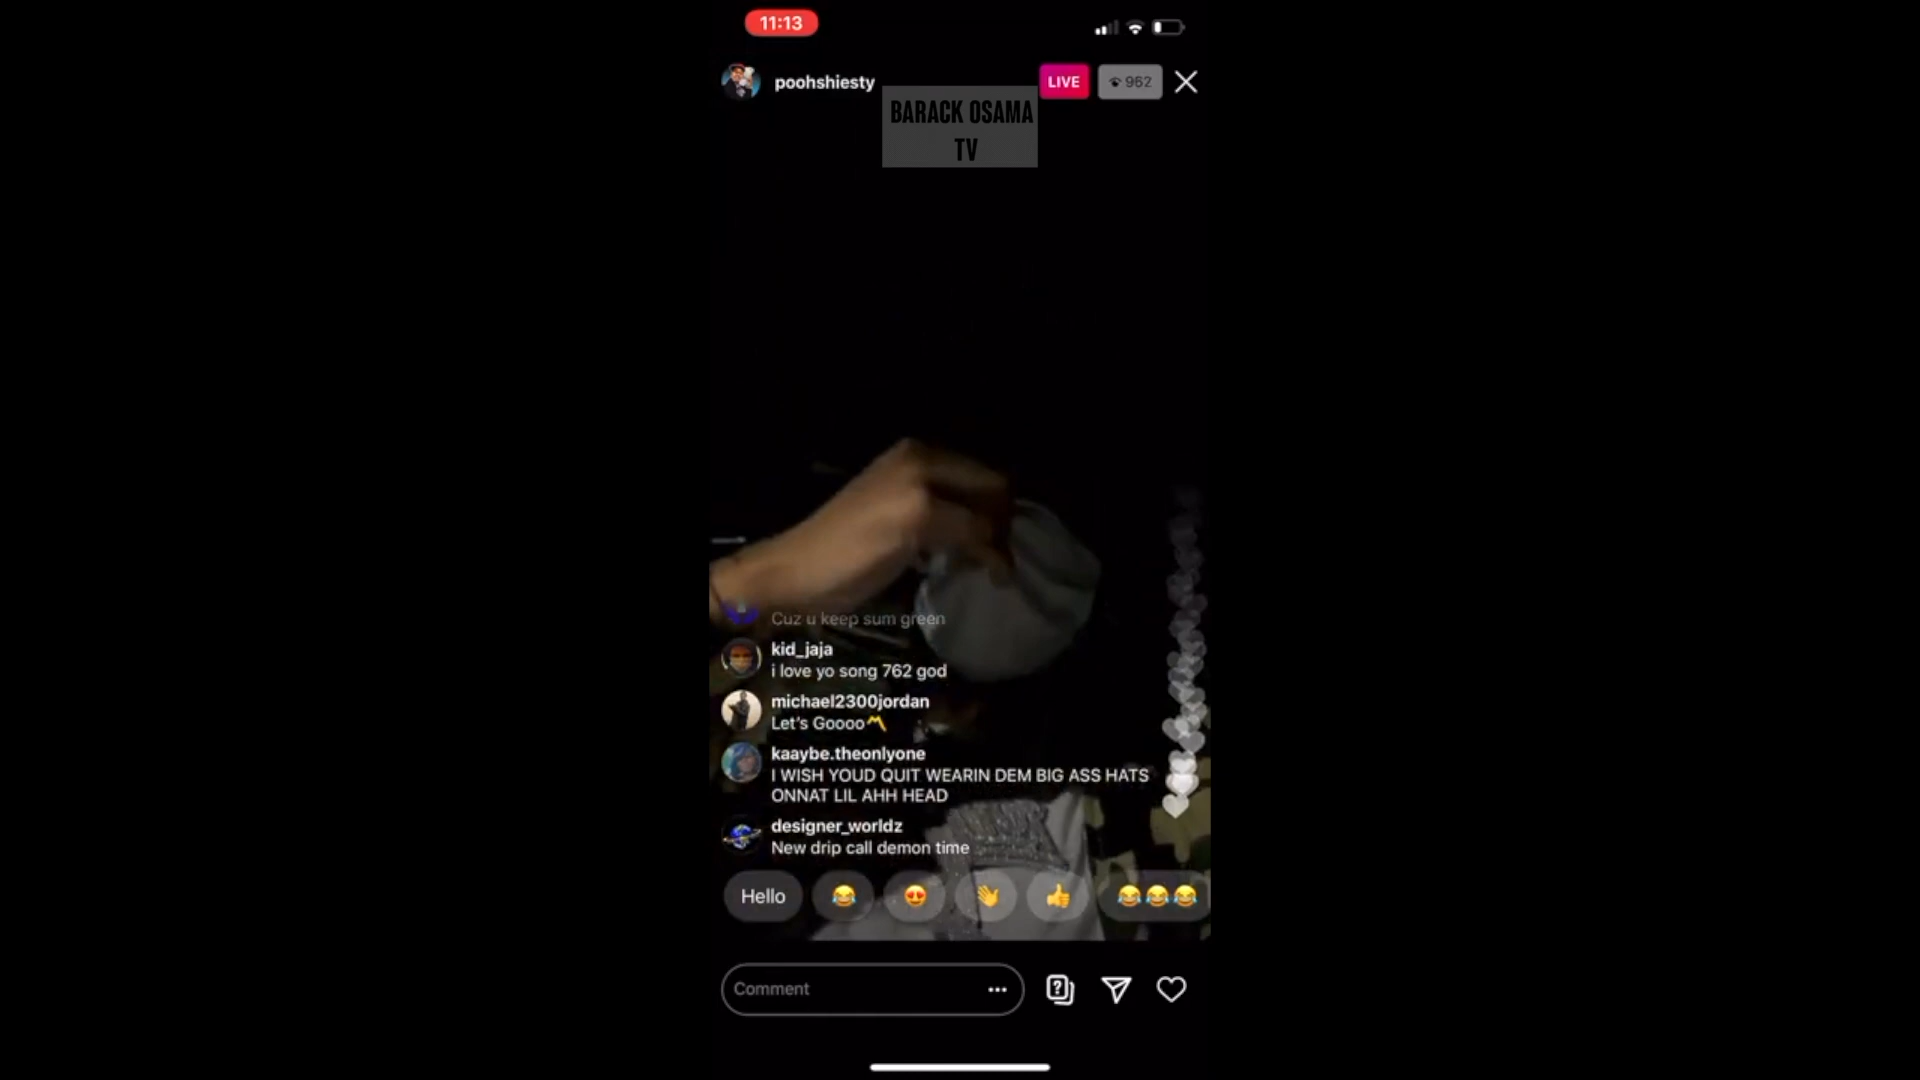 11:13
poohshiesty
LIVE
962
BARACK OSAMA
TV
Cuz u keep sum green
kid_jaja
i love yo song 762 god
michael2300jordan
Let's Goooo〽️
kaaybe.theonlyone
I WISH YOUD QUIT WEARIN DEM BIG ASS HATS
ONNAT LIL AHH HEAD
designer_worldz
New drip call demon time
Hello 😂 😍 👋 👍 😂😂😂
Comment